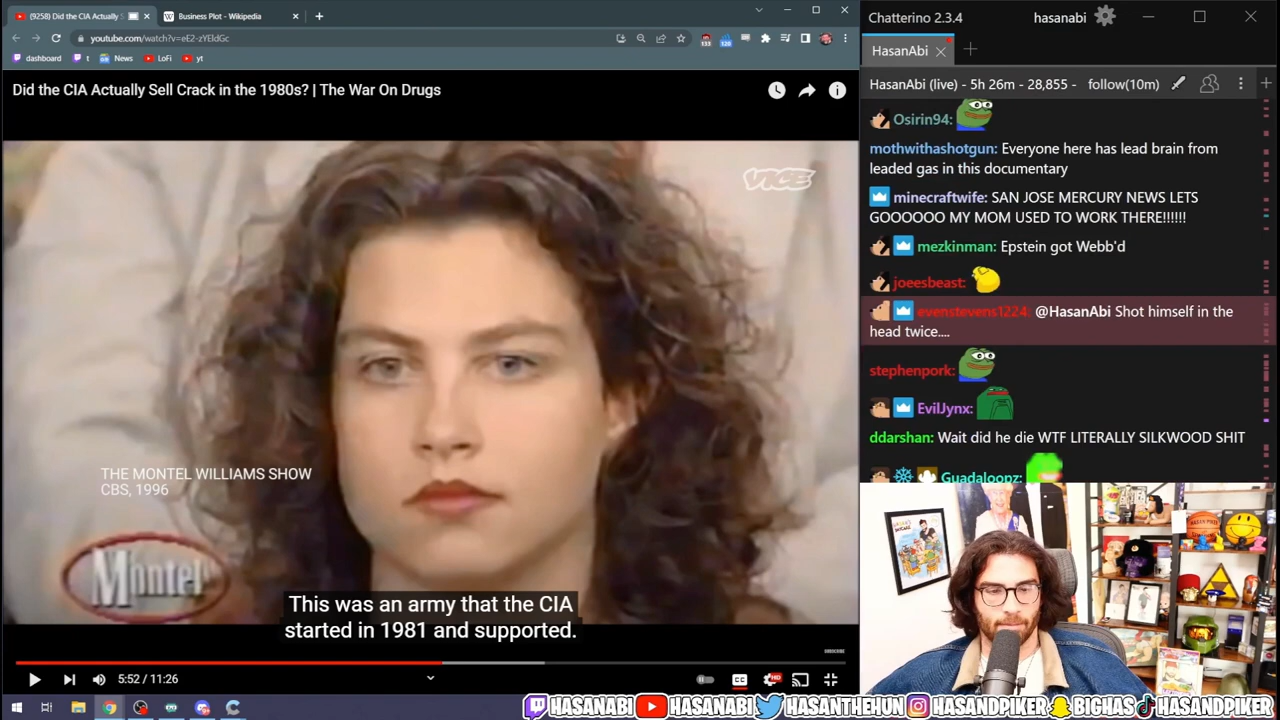 (9258) Did the CIA Actually S
Business Plot - Wikipedia
youtube.com/watch?v=eE2-zYEldGc
133
120
dashboard
t
News
LoFi
yt
Did the CIA Actually Sell Crack in the 1980s? | The War On Drugs
VICE
THE MONTEL WILLIAMS SHOW
CBS, 1996
Montel
This was an army that the CIA
started in 1981 and supported.
SUBSCRIBE
5:52 / 11:26
CC
HD
Chatterino 2.3.4
hasanabi
HasanAbi
HasanAbi (live) - 5h 26m - 28,855 -
follow(10m)
Osirin94:
mothwithashotgun: Everyone here has lead brain from
leaded gas in this documentary
minecraftwife: SAN JOSE MERCURY NEWS LETS
GOOOOOO MY MOM USED TO WORK THERE!!!!!!
mezkinman: Epstein got Webb'd
joeesbeast:
evenstevens1224: @HasanAbi Shot himself in the
head twice....
stephenpork:
EvilJynx:
ddarshan: Wait did he die WTF LITERALLY SILKWOOD SHIT
Guadaloopz:
HASANABI HASANABI HASANTHEHUN HASANDPIKER BIGHAS HASANDPIKER